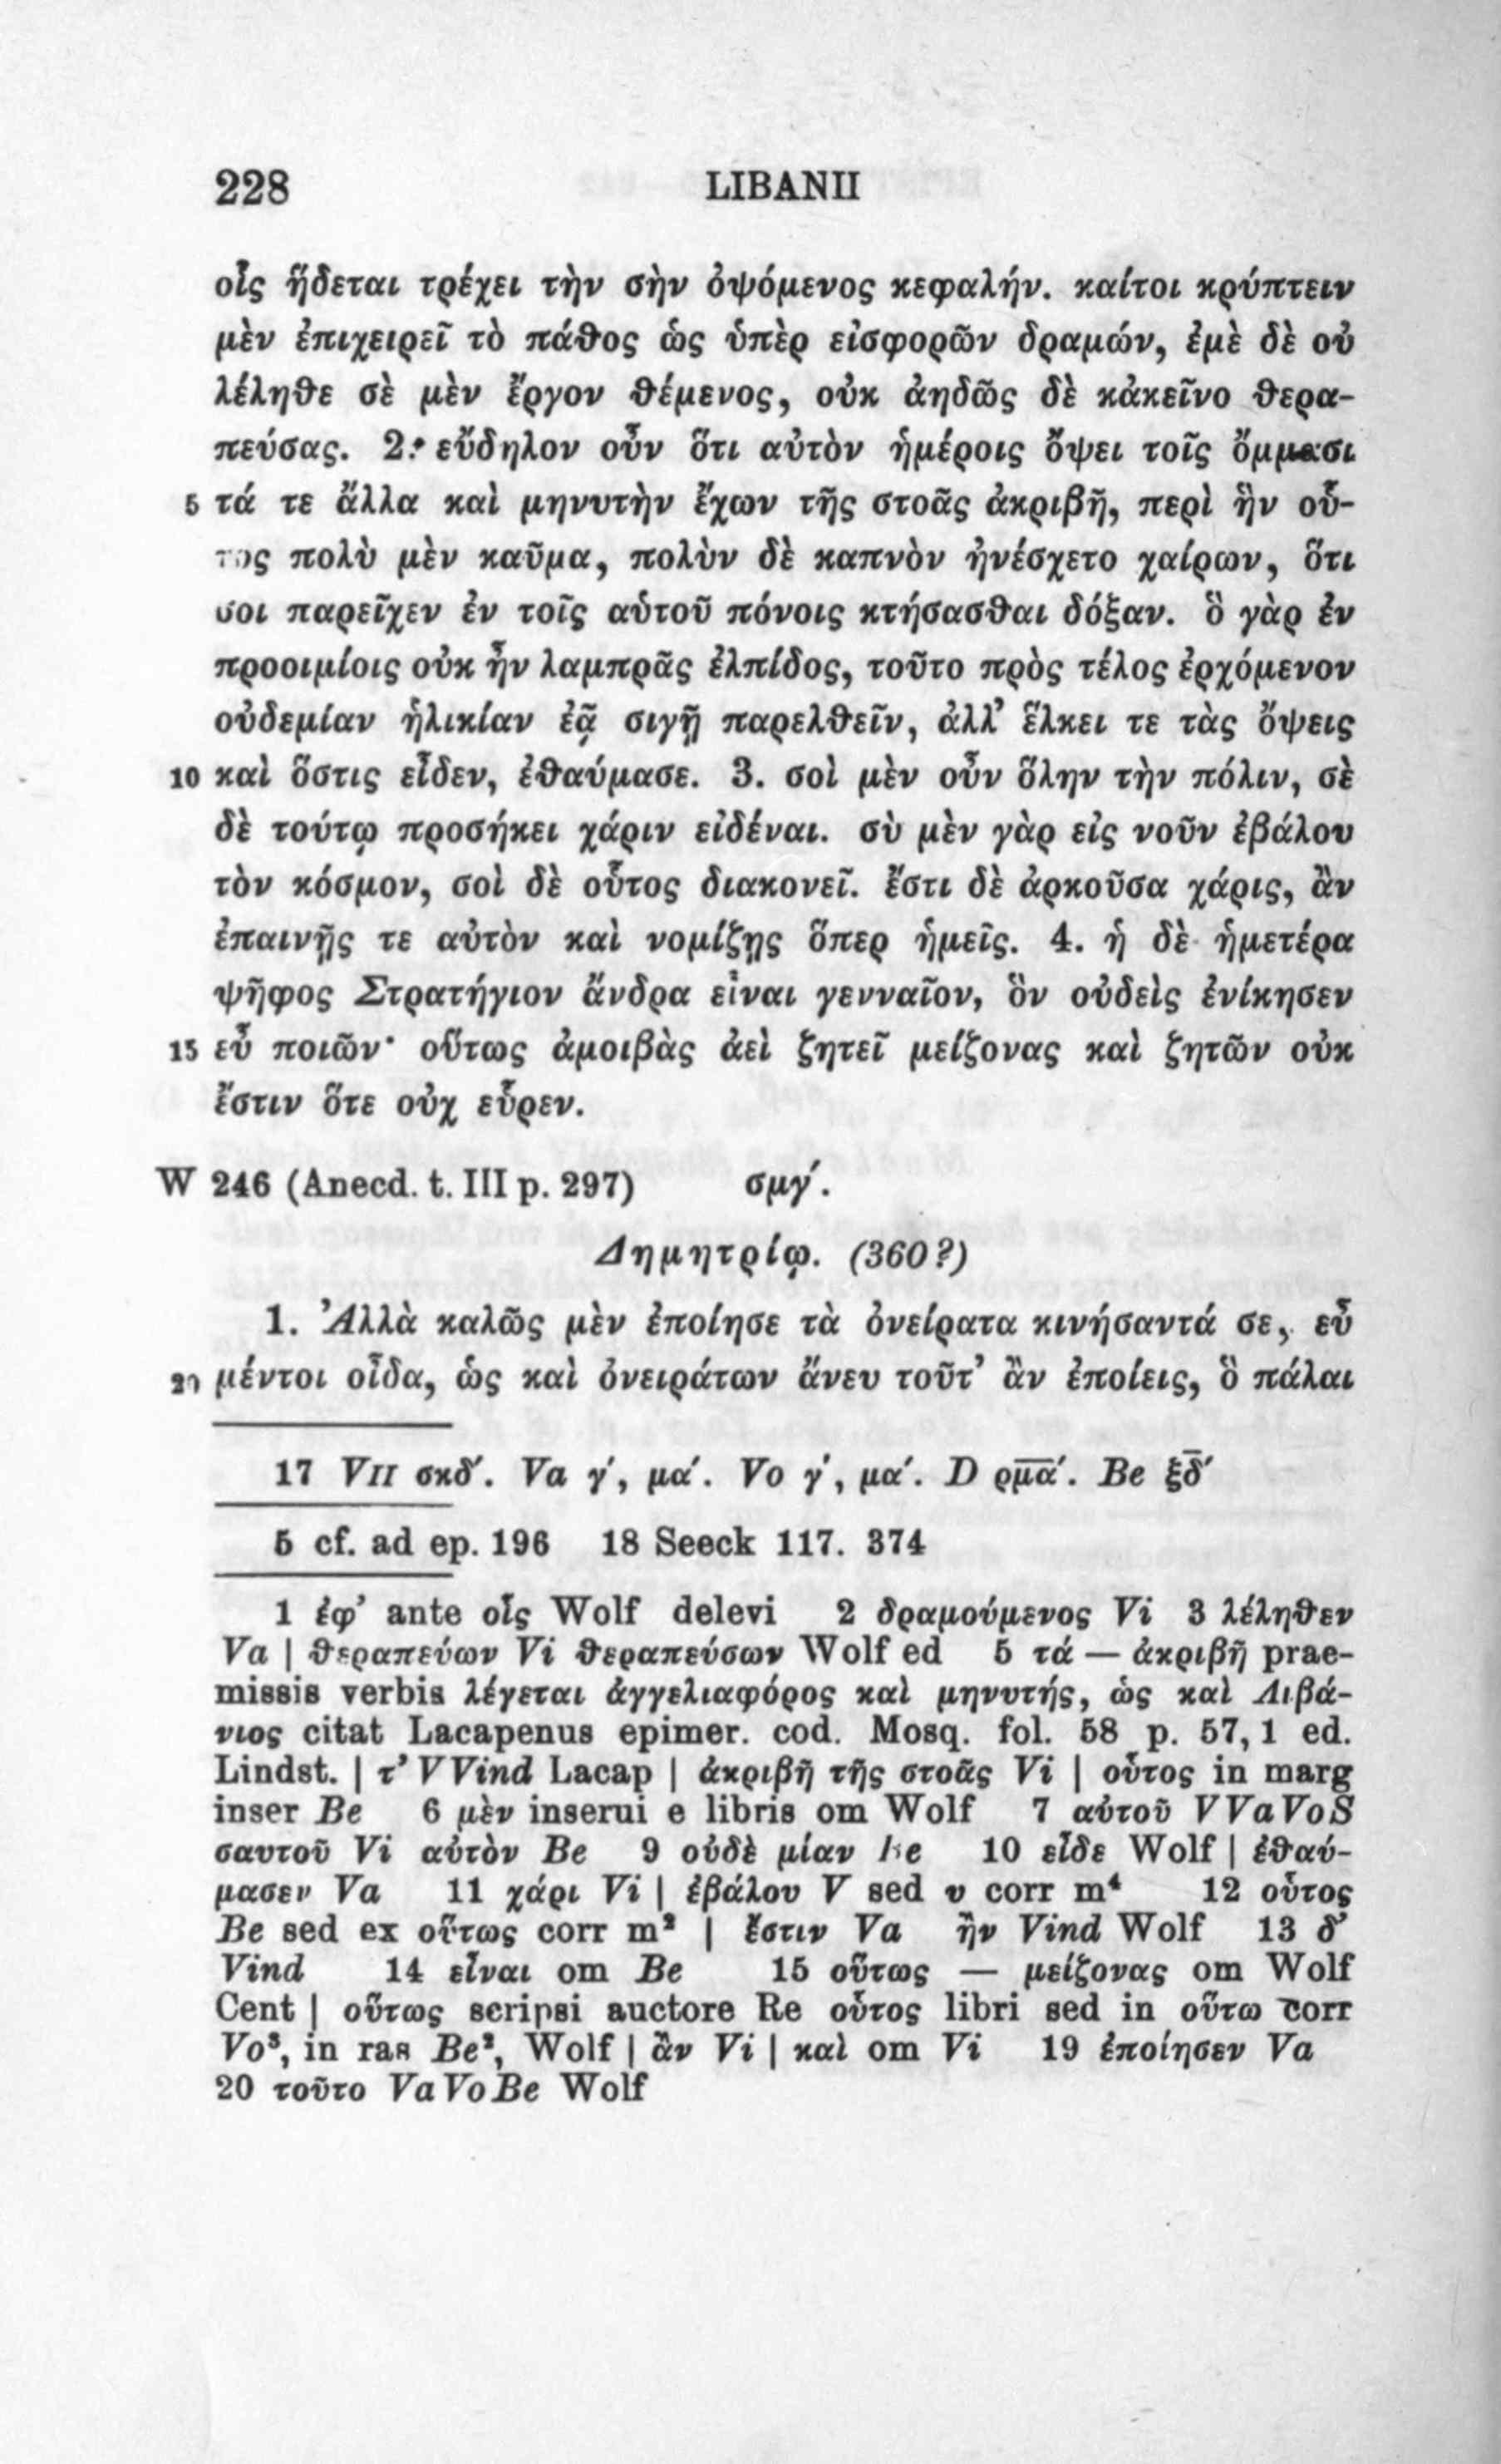 228 LIBANII
οἷς ἥδεται τρέχει τὴν σὴν ὀψόμενος κεφαλήν. καίτοι κρύπτειν
μὲν ἐπιχειρεῖ τὸ πάθος ὡς ὑπὲρ εἰσφορῶν δραμών, ἐμὲ δὲ οὐ
λέληθε σὲ μὲν ἔργον θέμενος, οὐκ ἀηδῶς δὲ κἀκεῖνο θερα-
πεύσας. 2. εὔδηλον οὖν ὅτι αὐτὸν ἡμέροις ὄψει τοῖς ὄμμασι
5 τά τε ἄλλα καὶ μηνυτὴν ἔχων τῆς στοᾶς ἀκριβῆ, περὶ ἣν οὗ-
τος πολὺ μὲν καῦμα, πολὺν δὲ καπνὸν ἠνέσχετο χαίρων, ὅτι
σοι παρεῖχεν ἐν τοῖς αὑτοῦ πόνοις κτήσασθαι δόξαν. ὃ γὰρ ἐν
προοιμίοις οὐκ ἦν λαμπρᾶς ἐλπίδος, τοῦτο πρὸς τέλος ἐρχόμενον
οὐδεμίαν ἡλικίαν ἐᾷ σιγῇ παρελθεῖν, ἀλλ’ ἕλκει τε τὰς ὄψεις
10 καὶ ὅστις εἶδεν, ἐθαύμασε. 3. σοὶ μὲν οὖν ὅλην τὴν πόλιν, σὲ
δὲ τούτῳ προσήκει χάριν εἰδέναι. σὺ μὲν γὰρ εἰς νοῦν ἐβάλου
τὸν κόσμον, σοὶ δὲ οὗτος διακονεῖ. ἔστι δὲ ἀρκοῦσα χάρις, ἂν
ἐπαινῇς τε αὐτὸν καὶ νομίζῃς ὅπερ ἡμεῖς. 4. ἡ δὲ ἡμετέρα
ψῆφος Στρατήγιον ἄνδρα εἶναι γενναῖον, ὃν οὐδεὶς ἐνίκησεν
15 εὖ ποιῶν· οὕτως ἀμοιβὰς ἀεὶ ζητεῖ μείζονας καὶ ζητῶν οὐκ
ἔστιν ὅτε οὐχ εὗρεν.
W 246 (Anecd. t. III p. 297) σμγ´.
Δημητρίῳ. (360?)
1. Ἀλλὰ καλῶς μὲν ἐποίησε τὰ ὀνείρατα κινήσαντά σε, εὖ
20 μέντοι οἶδα, ὡς καὶ ὀνειράτων ἄνευ τοῦτ’ ἂν ἐποίεις, ὃ πάλαι
17 VII σκδ´. Va γ´, μα´. Vo γ´, μα´. D ρμα´. Be ξδ´
5 cf. ad ep. 196 18 Seeck 117. 374
1 ἐφ’ ante οἷς Wolf delevi 2 δραμούμενος Vi 3 λέληθεν
Va | θεραπεύων Vi θεραπεύσων Wolf ed 5 τά — ἀκριβῆ prae-
missis verbis λέγεται ἀγγελιαφόρος καὶ μηνυτής, ὡς καὶ Λιβά-
νιος citat Lacapenus epimer. cod. Mosq. fol. 58 p. 57,1 ed.
Lindst. | τ’ V Vind Lacap | ἀκριβῆ τῆς στοᾶς Vi | οὗτος in marg
inser Be 6 μὲν inserui e libris om Wolf 7 αὐτοῦ V Va Vo S
σαυτοῦ Vi αὐτὸν Be 9 οὐδὲ μίαν Be 10 εἶδε Wolf | ἐθαύ-
μασεν Va 11 χάρι Vi | ἐβάλου V sed υ corr m⁴ 12 οὗτος
Be sed ex οὕτως corr m² | ἔστιν Va ἢν Vind Wolf 13 δ’
Vind 14 εἶναι om Be 15 οὕτως — μείζονας om Wolf
Cent | οὕτως scripsi auctore Re οὗτος libri sed in οὕτω corr
Vo³, in ras Be², Wolf | ἂν Vi | καὶ om Vi 19 ἐποίησεν Va
20 τοῦτο Va Vo Be Wolf